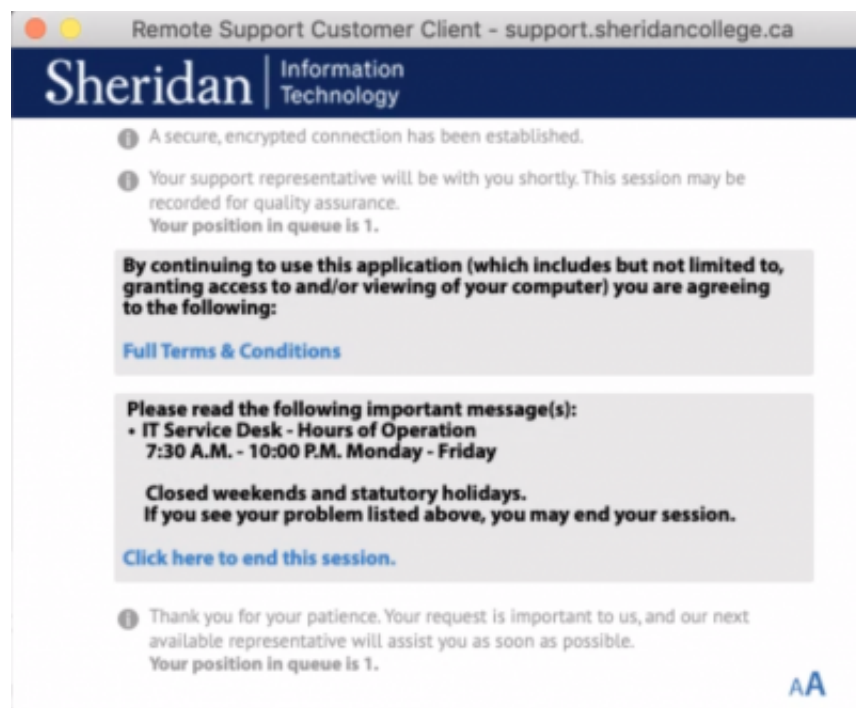 Remote Support Customer Client - support.sheridancollege.ca
Sheridan
Information
Technology
A secure, encrypted connection has been established.
Your support representative will be with you shortly. This session may be
recorded for quality assurance.
Your position in queue is 1.
By continuing to use this application (which includes but not limited to,
granting access to and/or viewing of your computer) you are agreeing
to the following:
Full Terms & Conditions
Please read the following important message(s):
• IT Service Desk - Hours of Operation
7:30 A.M. - 10:00 P.M. Monday - Friday
Closed weekends and statutory holidays.
If you see your problem listed above, you may end your session.
Click here to end this session.
Thank you for your patience. Your request is important to us, and our next
available representative will assist you as soon as possible.
Your position in queue is 1.
AA